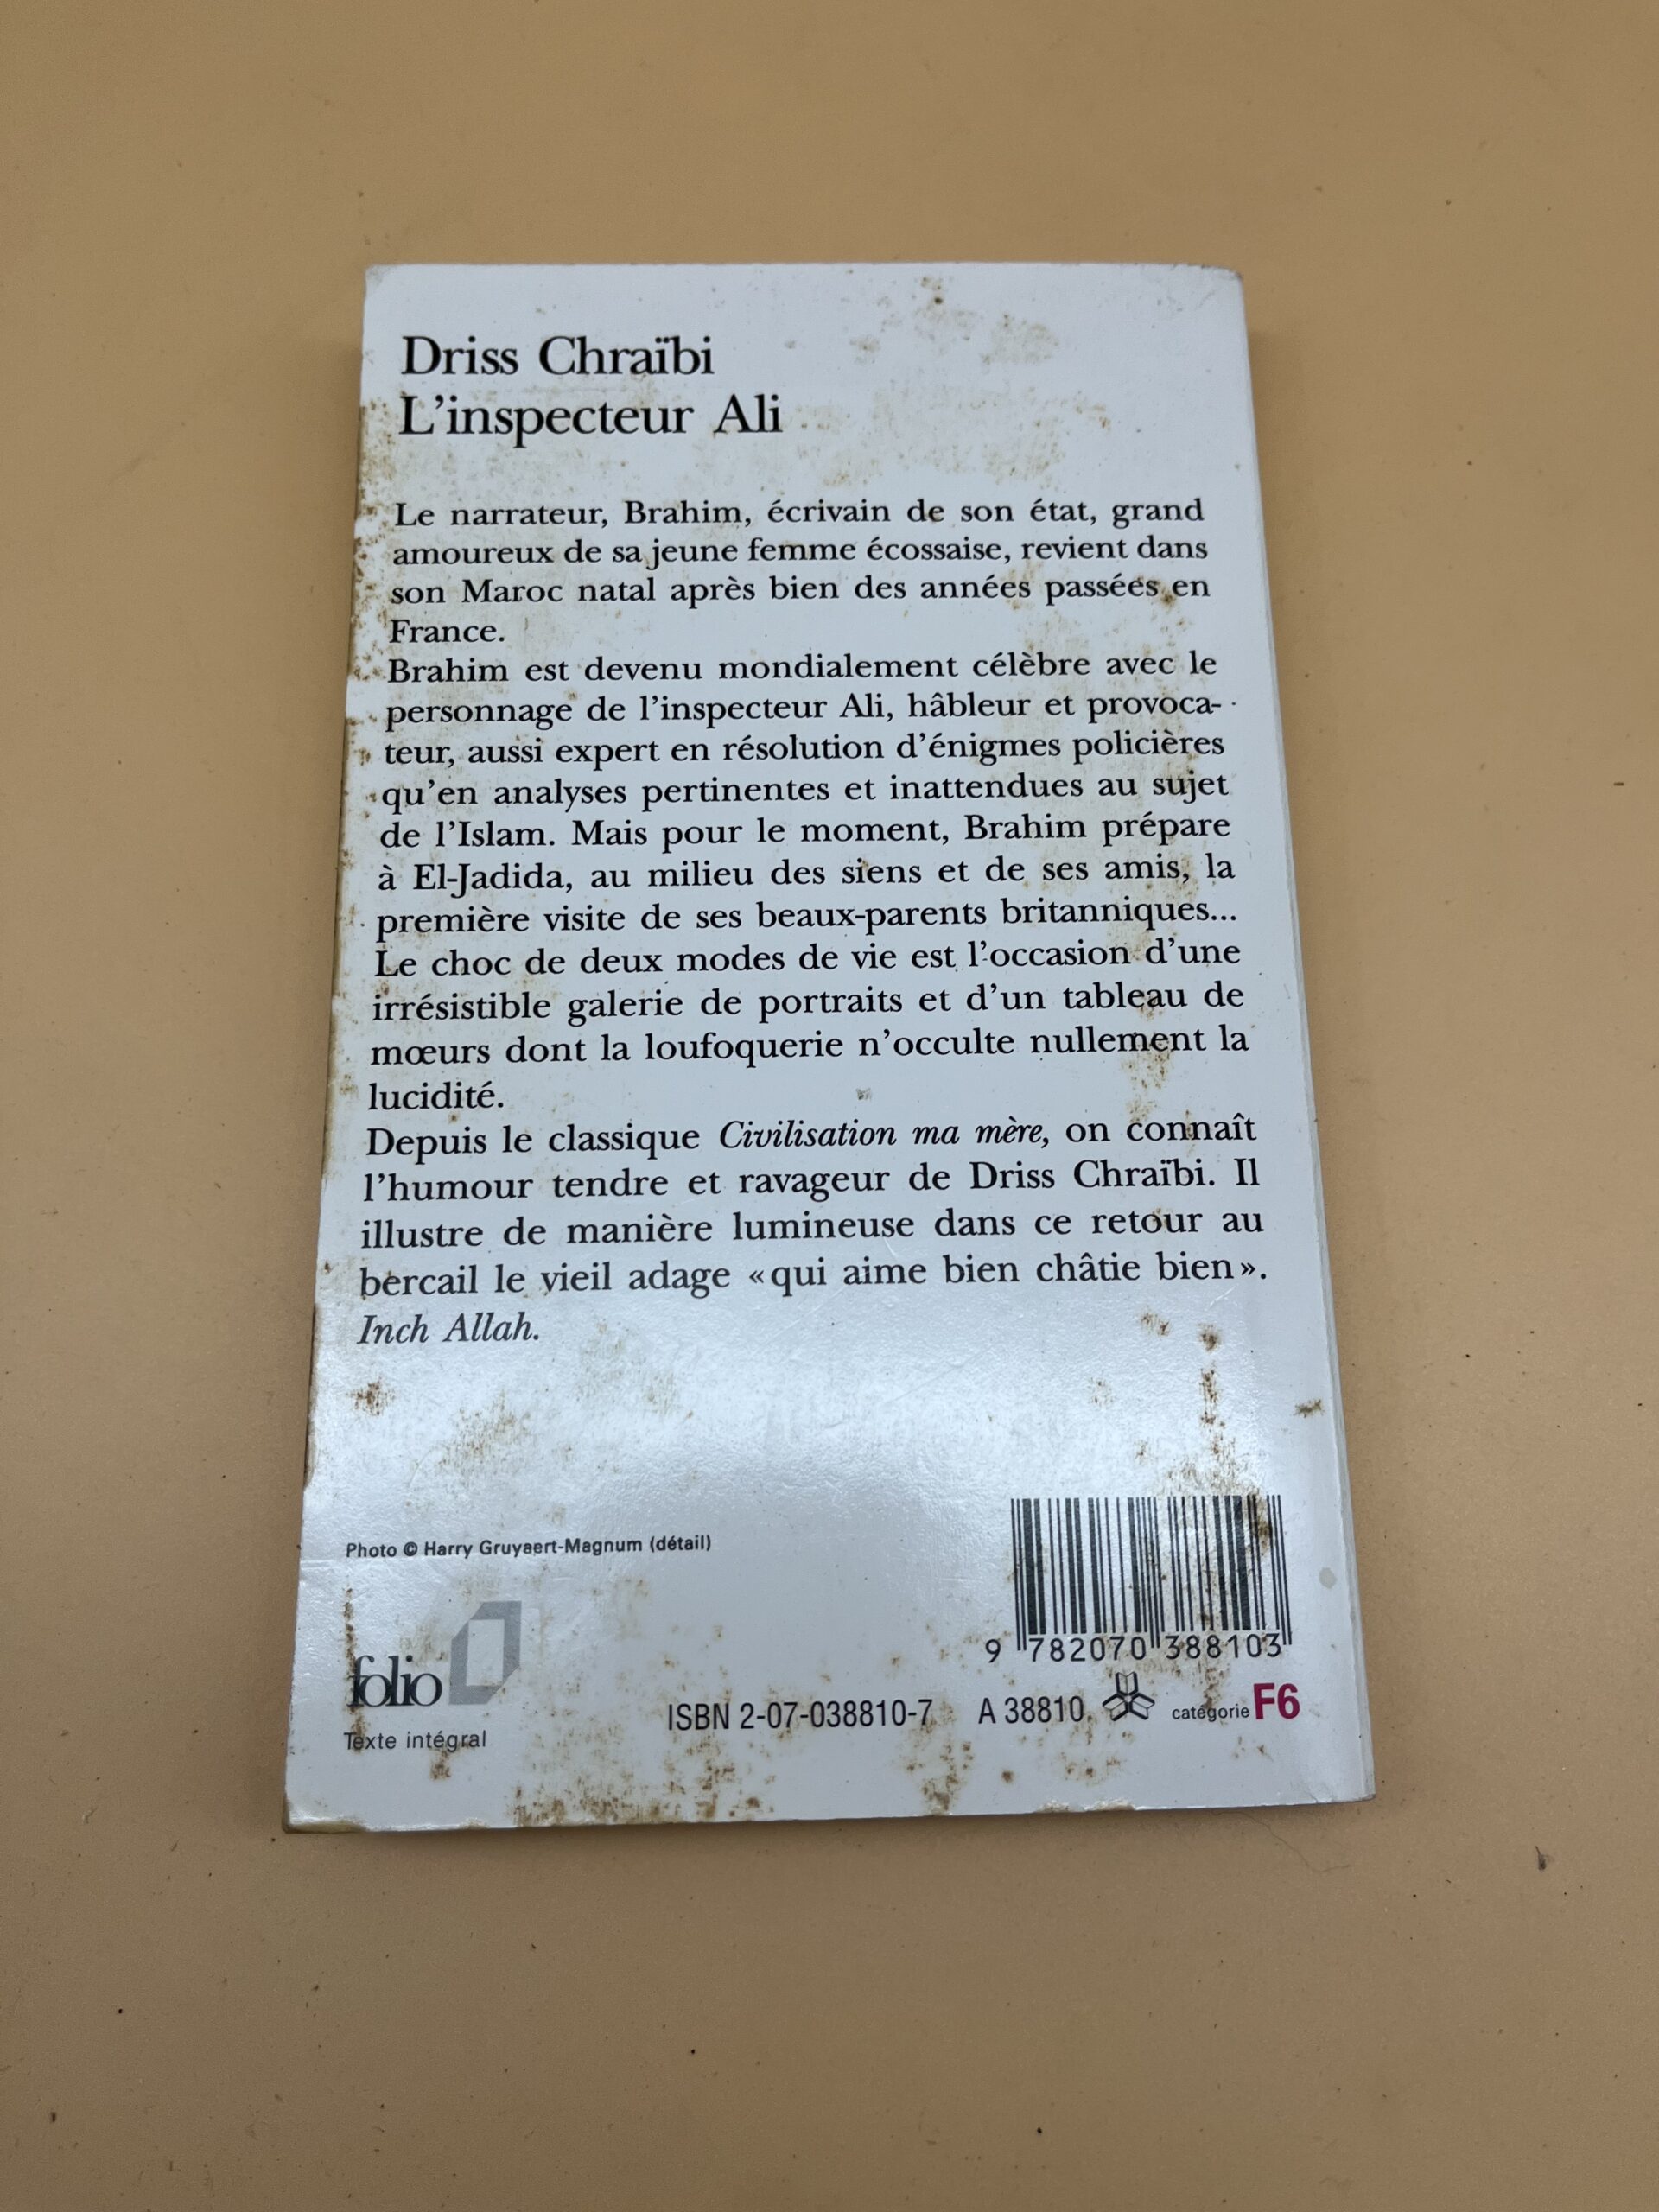 Driss Chraïbi
L'inspecteur Ali
Le narrateur, Brahim, écrivain de son état, grand
amoureux de sa jeune femme écossaise, revient dans
son Maroc natal après bien des années passées en
France.
Brahim est devenu mondialement célèbre avec le
personnage de l'inspecteur Ali, hâbleur et provoca-
teur, aussi expert en résolution d'énigmes policières
qu'en analyses pertinentes et inattendues au sujet
de l'Islam. Mais pour le moment, Brahim prépare
à El-Jadida, au milieu des siens et de ses amis, la
première visite de ses beaux-parents britanniques...
Le choc de deux modes de vie est l'occasion d'une
irrésistible galerie de portraits et d'un tableau de
mœurs dont la loufoquerie n'occulte nullement la
lucidité.
Depuis le classique Civilisation ma mère, on connaît
l'humour tendre et ravageur de Driss Chraïbi. Il
illustre de manière lumineuse dans ce retour au
bercail le vieil adage «qui aime bien châtie bien».
Inch Allah.
Photo © Harry Gruyaert-Magnum (détail)
9 782070 388103
folio
Texte intégral
ISBN 2-07-038810-7 A 38810 catégorie F6